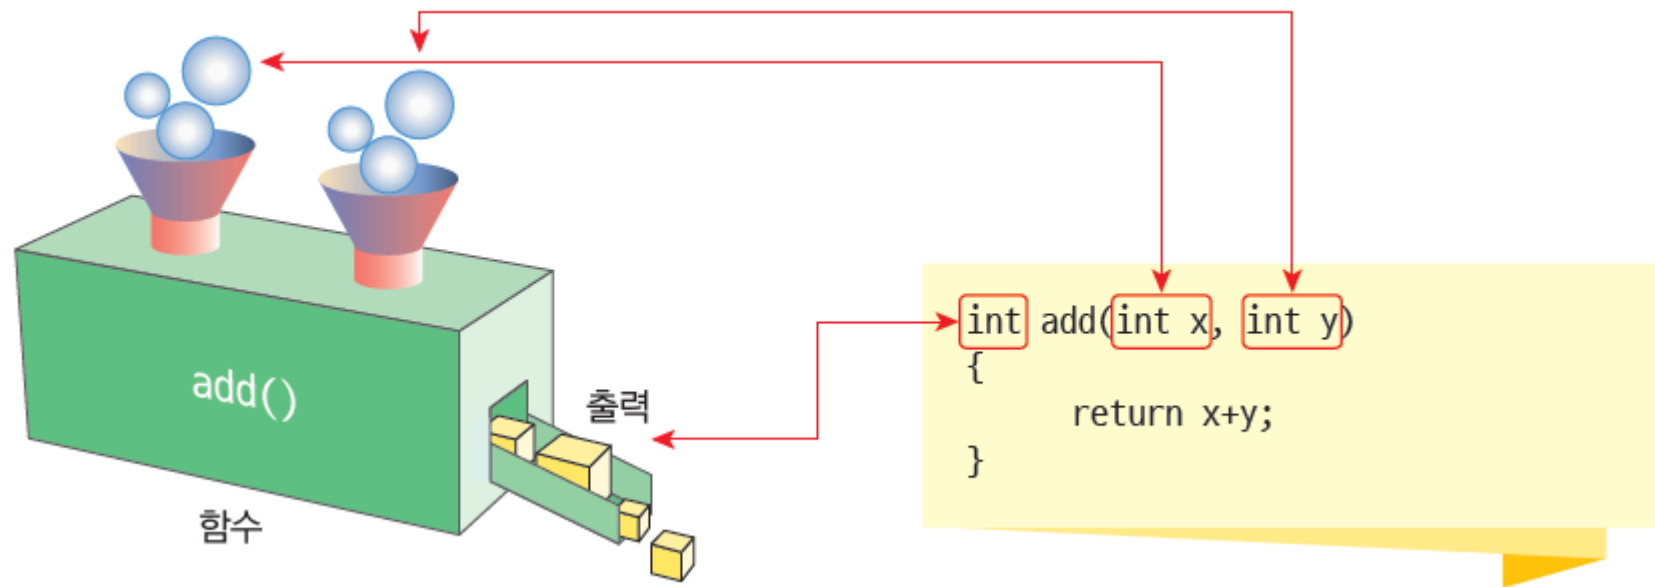 add()
출력
함수
int add(int x, int y)
{
return x+y;
}